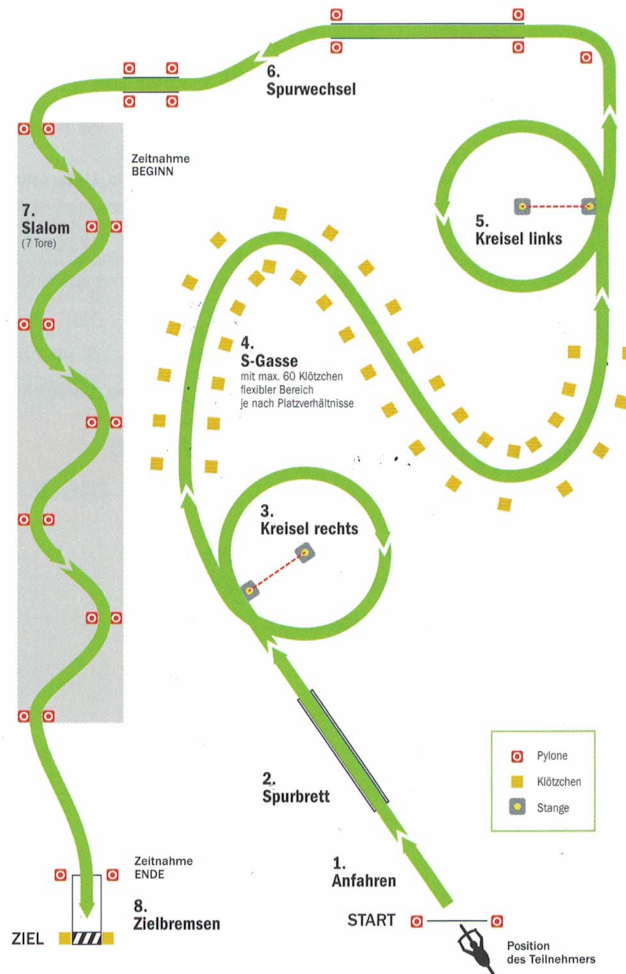 6.
Spurwechsel
Zeitnahme
BEGINN
7.
Slalom
(7 Tore)
5.
Kreisel links
4.
S-Gasse
mit max. 60 Klötzchen
flexibler Bereich
je nach Platzverhältnisse
3.
Kreisel rechts
2.
Spurbrett
Pylone
Klötzchen
Stange
1.
Anfahren
Zeitnahme
ENDE
8.
Zielbremsen
ZIEL
START
Position
des Teilnehmers